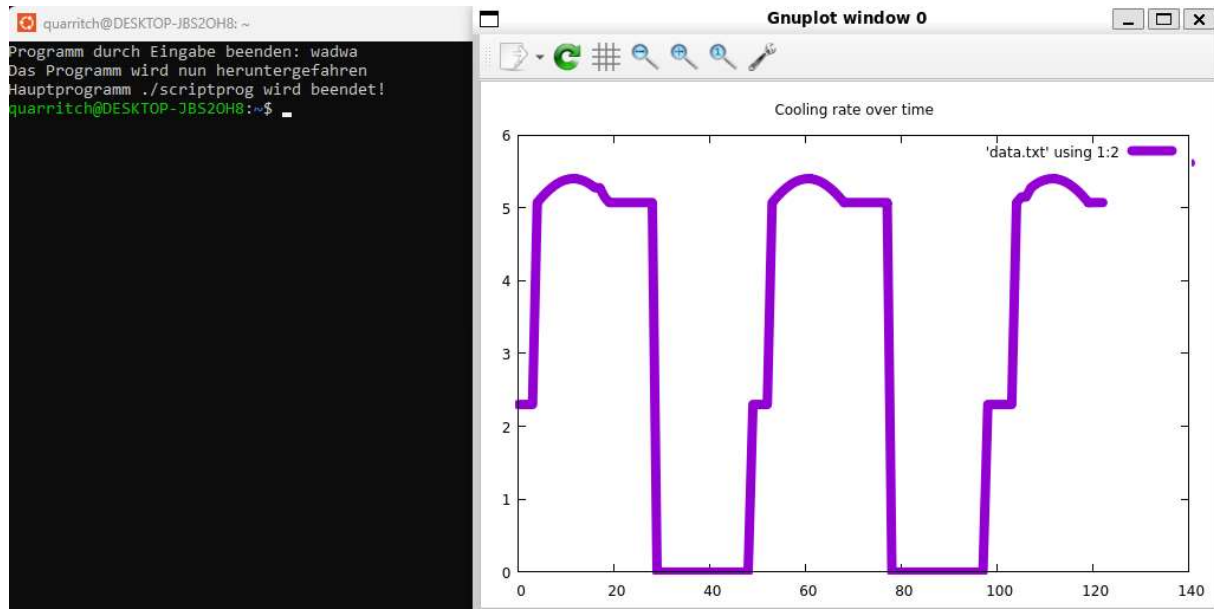 quarritch@DESKTOP-JBS2OH8: ~
Programm durch Eingabe beenden: wadwa
Das Programm wird nun heruntergefahren
Hauptprogramm ./scriptprog wird beendet!
quarritch@DESKTOP-JBS2OH8:~$
Gnuplot window 0
Cooling rate over time
'data.txt' using 1:2
6
5
4
3
2
1
0
0 20 40 60 80 100 120 140